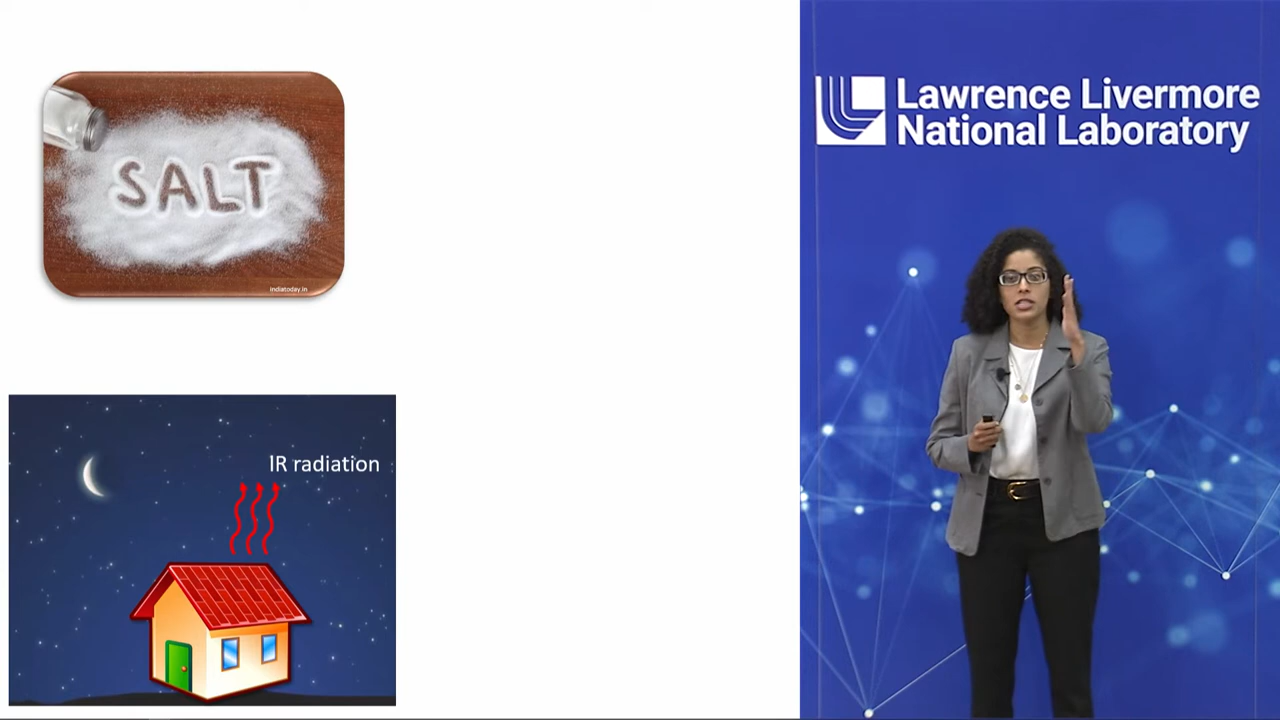 SALT
indiatoday.in
IR radiation
Lawrence Livermore
National Laboratory